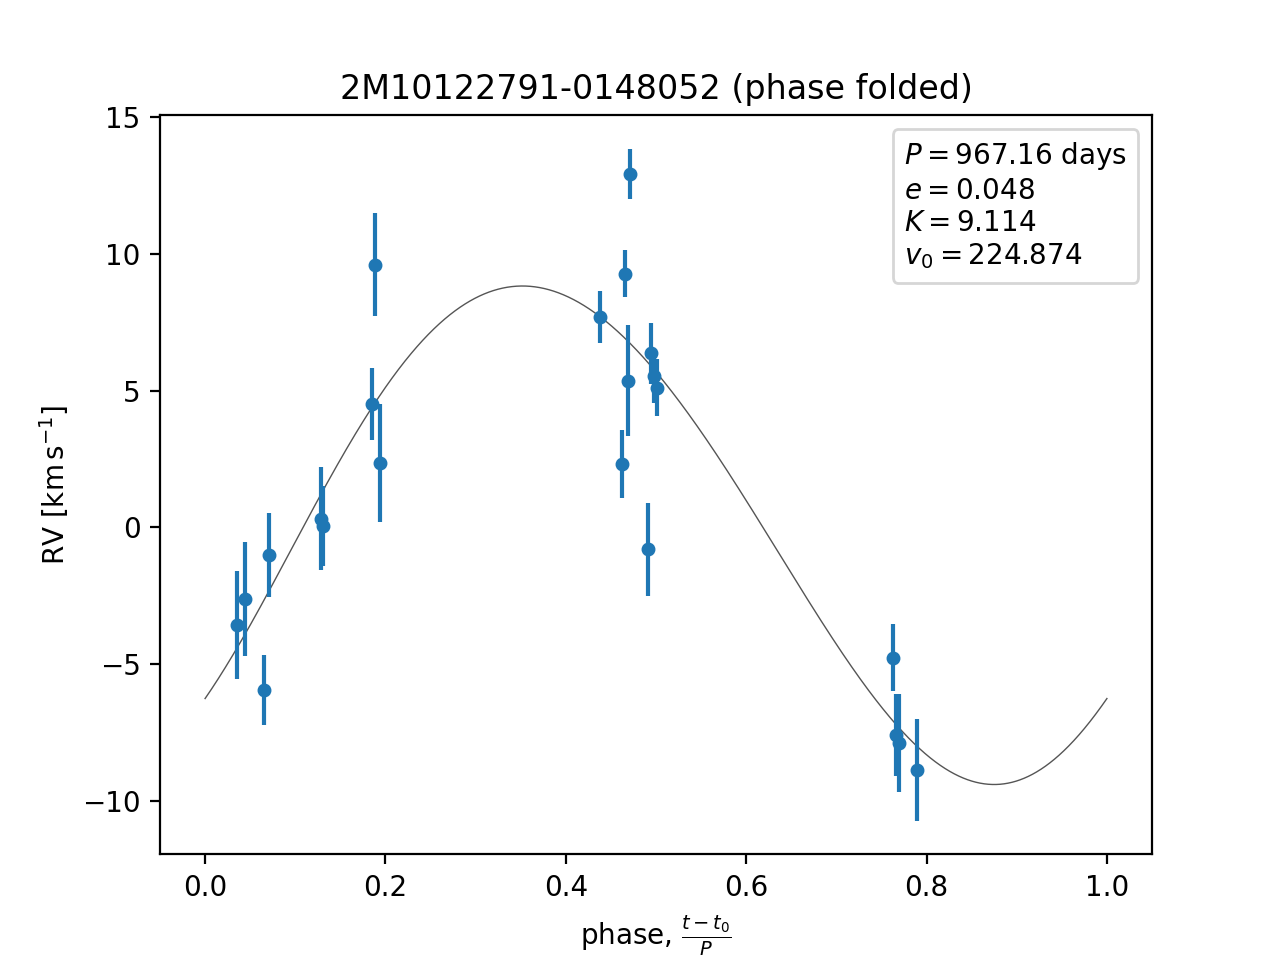 2M10122791-0148052 (phase folded)
P = 967.16 days
e = 0.048
K = 9.114
v₀ = 224.874
15
10
5
0
−5
−10
RV [km s⁻¹]
0.0 0.2 0.4 0.6 0.8 1.0
phase, (t − t₀)/P